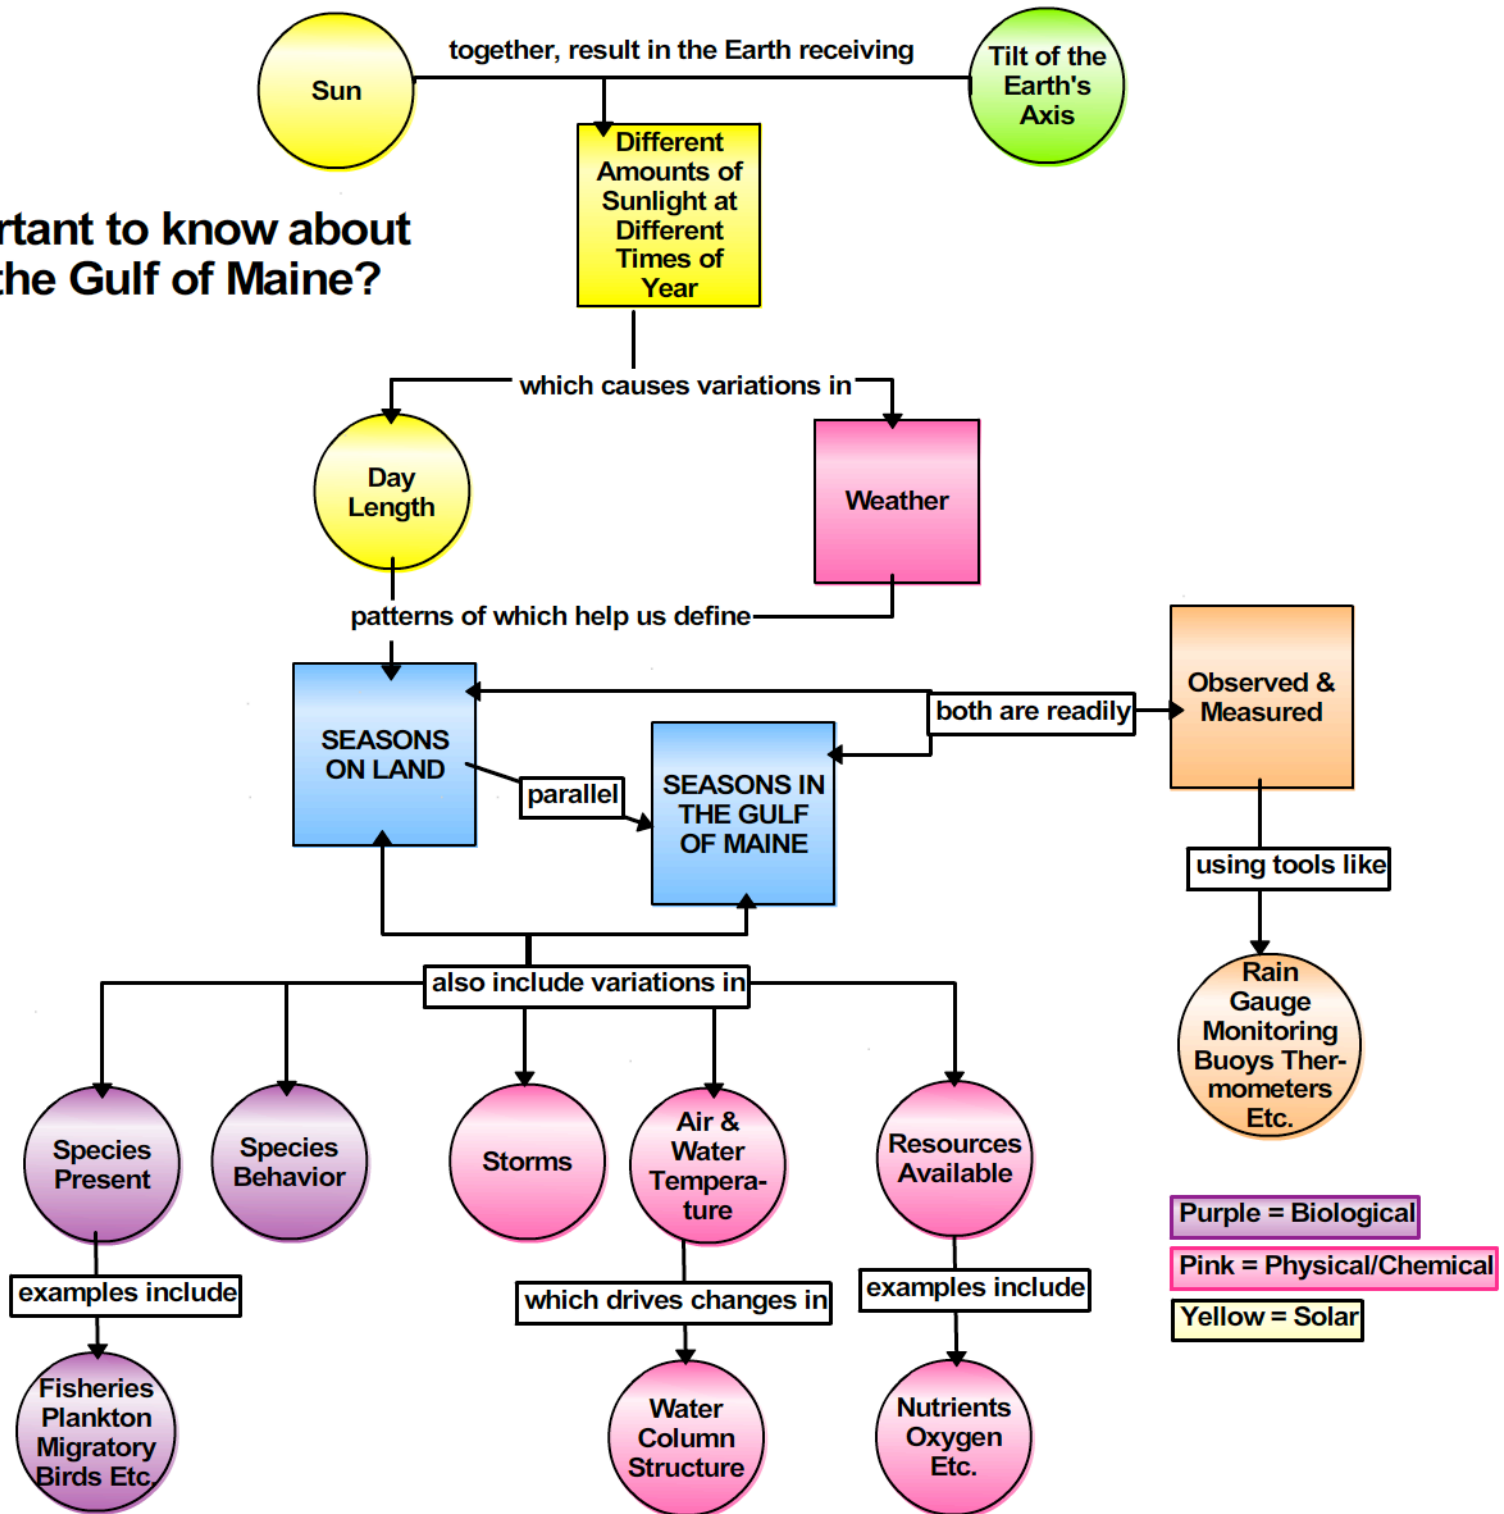 together, result in the Earth receiving
Sun
Tilt of the
Earth's
Axis
Different
Amounts of
Sunlight at
Different
Times of
Year
rtant to know about
the Gulf of Maine?
which causes variations in
Day
Length
Weather
patterns of which help us define
SEASONS
ON LAND
parallel
SEASONS IN
THE GULF
OF MAINE
both are readily
Observed &
Measured
using tools like
Rain
Gauge
Monitoring
Buoys Ther-
mometers
Etc.
also include variations in
Species
Present
Species
Behavior
Storms
Air &
Water
Tempera-
ture
Resources
Available
examples include
which drives changes in
examples include
Fisheries
Plankton
Migratory
Birds Etc.
Water
Column
Structure
Nutrients
Oxygen
Etc.
Purple = Biological
Pink = Physical/Chemical
Yellow = Solar